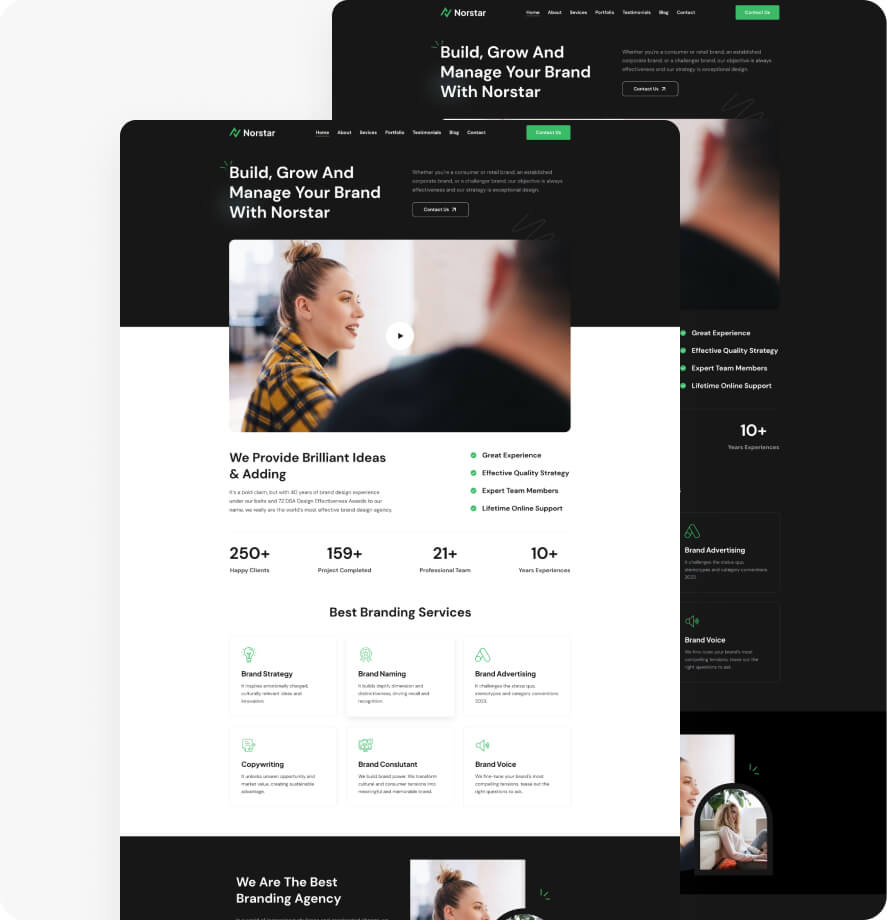 Norstar
Home About Sevices Portfolio Testimonials Blog Contact
Contact Us
Build, Grow And
Manage Your Brand
With Norstar
Whether you're a consumer or retail brand, an established
corporate brand, or a challenger brand, our objective is always
effectiveness and our strategy is exceptional design.
Contact Us
Great Experience
Effective Quality Strategy
Expert Team Members
Lifetime Online Support
10+
Years Experiences
Brand Advertising
It challenges the status quo,
stereotypes and category conventions
2023.
Brand Voice
We fine-tune your brand's most
compelling tensions, tease out the
right questions to ask.
Norstar
Home About Sevices Portfolio Testimonials Blog Contact
Contact Us
Build, Grow And
Manage Your Brand
With Norstar
Whether you're a consumer or retail brand, an established
corporate brand, or a challenger brand, our objective is always
effectiveness and our strategy is exceptional design.
Contact Us
We Provide Brilliant Ideas
& Adding
It's a bold claim, but with 40 years of brand design experience
under our belts and 72 DBA Design Effectiveness Awards to our
name, we really are the world's most effective brand design agency.
Great Experience
Effective Quality Strategy
Expert Team Members
Lifetime Online Support
250+
Happy Clients
159+
Project Completed
21+
Professional Team
10+
Years Experiences
Best Branding Services
Brand Strategy
It inspires emotionally charged,
culturally relevant ideas and
innovation.
Brand Naming
It builds depth, dimension and
distinctiveness, driving recall and
recognition.
Brand Advertising
It challenges the status quo,
stereotypes and category conventions
2023.
Copywriting
It unlocks unseen opportunity and
market value, creating sustainable
advantage.
Brand Conslutant
We build brand power. We transform
cultural and consumer tensions into
meaningful and memorable brand.
Brand Voice
We fine-tune your brand's most
compelling tensions, tease out the
right questions to ask.
We Are The Best
Branding Agency